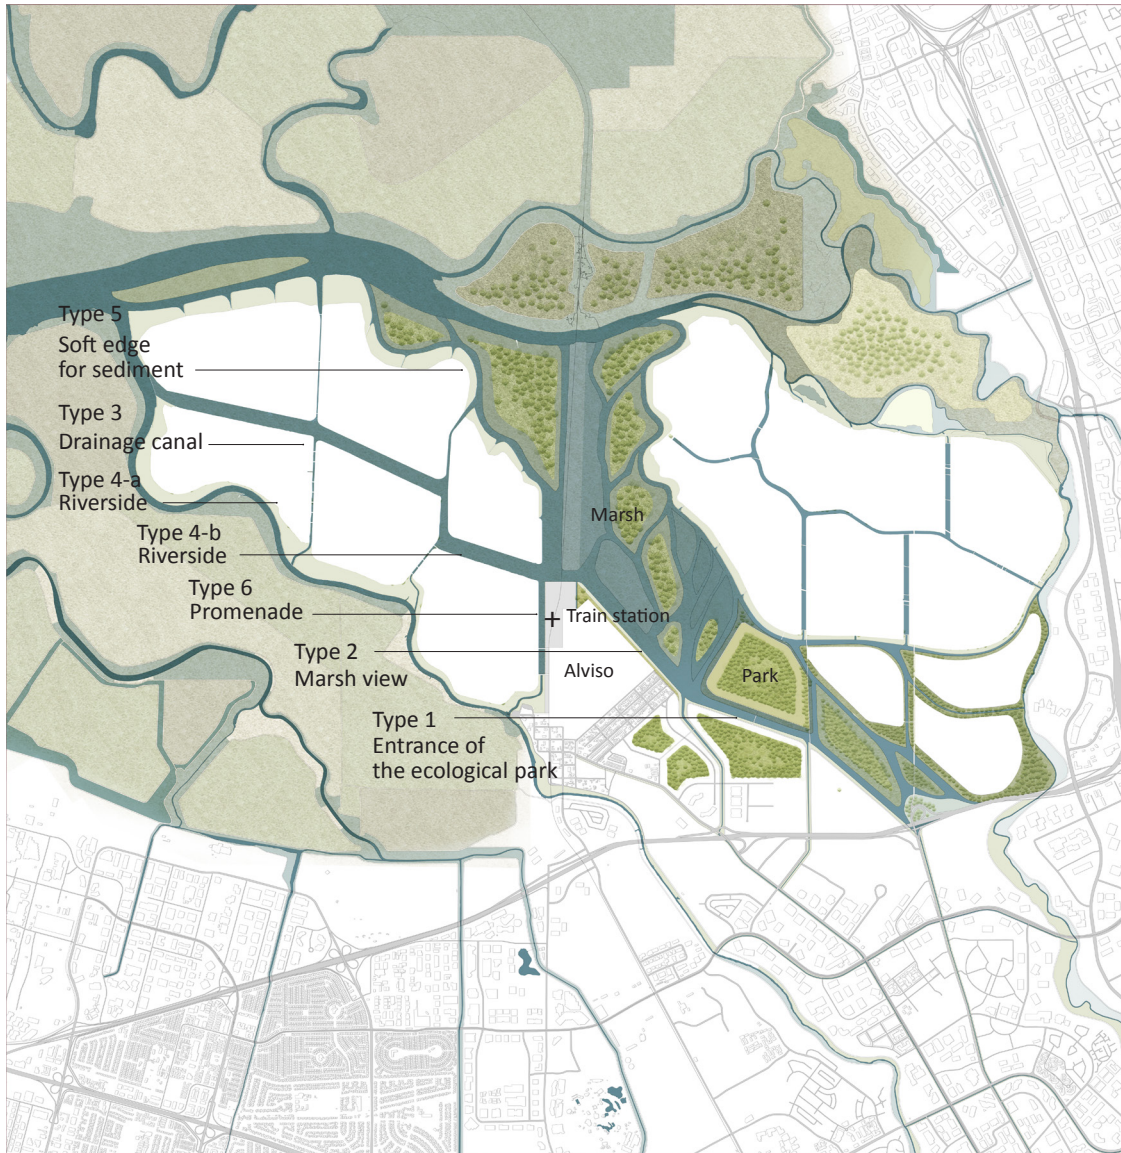 Type 5
Soft edge
for sediment
Type 3
Drainage canal
Type 4-a
Riverside
Marsh
Type 4-b
Riverside
Type 6
Promenade
Train station
Type 2
Marsh view
Alviso
Park
Type 1
Entrance of
the ecological park